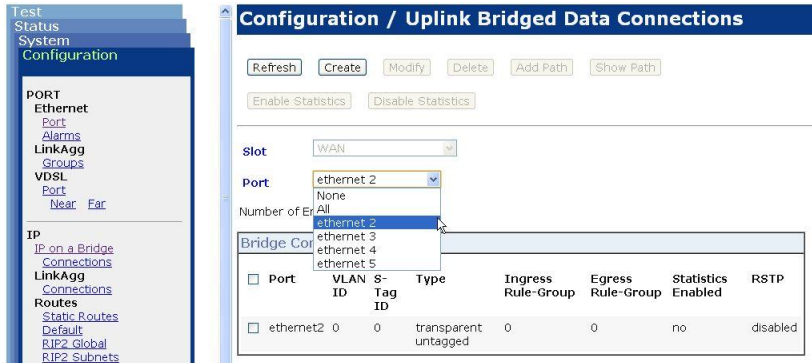 Test
Status
System
Configuration
PORT
Ethernet
Port
Alarms
LinkAgg
Groups
VDSL
Port
Near Far
IP
IP on a Bridge
Connections
LinkAgg
Connections
Routes
Static Routes
Default
RIP2 Global
RIP2 Subnets
Configuration / Uplink Bridged Data Connections
Refresh Create Modify Delete Add Path Show Path
Enable Statistics Disable Statistics
Slot WAN
Port ethernet 2
None
Number of En All
ethernet 2
ethernet 3
Bridge Con ethernet 4
ethernet 5
Port VLAN ID S-Tag ID Type Ingress Rule-Group Egress Rule-Group Statistics Enabled RSTP
ethernet2 0 0 transparent untagged 0 0 no disabled